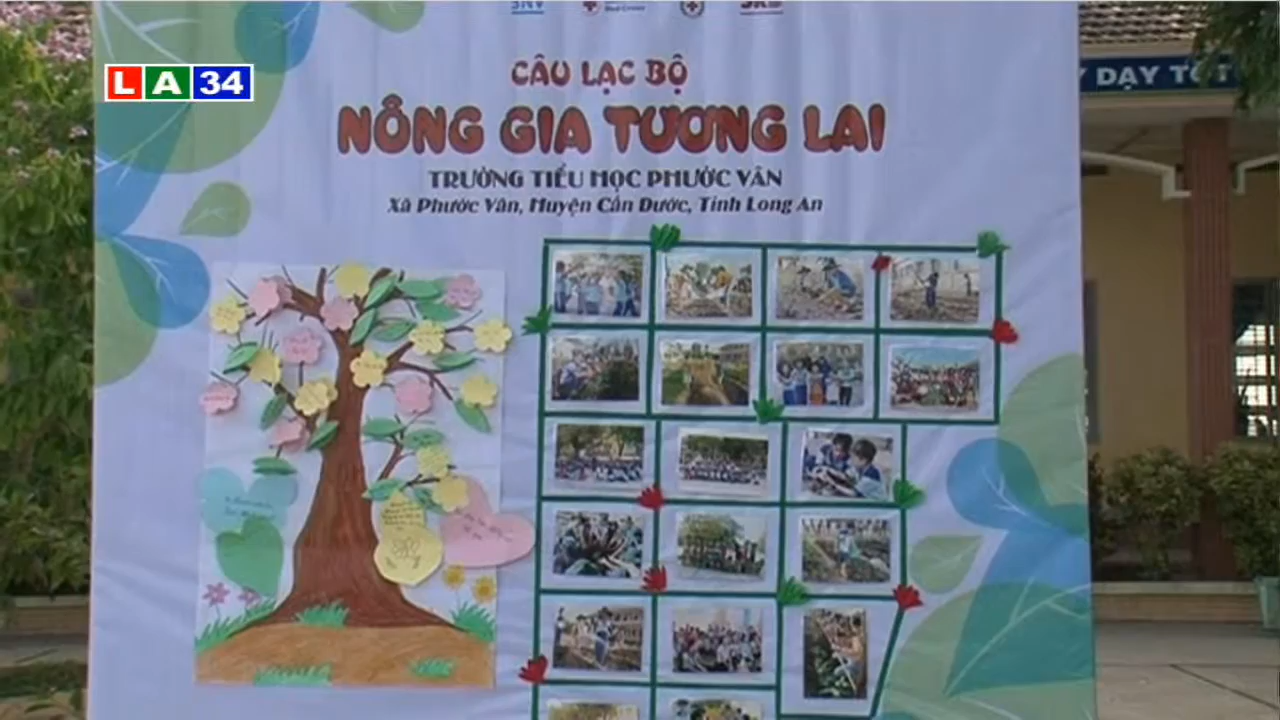 LA34
DẠY TỐT
CÂU LẠC BỘ
NÔNG GIA TƯƠNG LAI
TRƯỜNG TIỂU HỌC PHƯỚC VÂN
Xã Phước Vân, Huyện Cần Đước, Tỉnh Long An